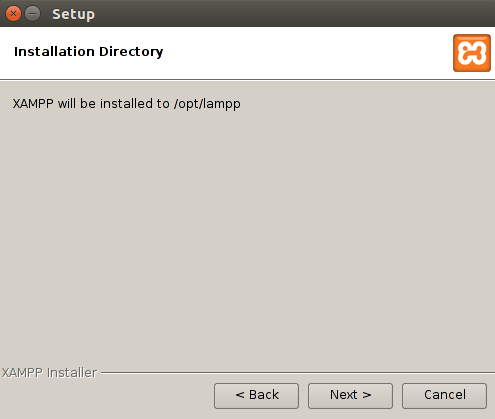 Setup
Installation Directory
XAMPP will be installed to /opt/lampp
XAMPP Installer
< Back
Next >
Cancel